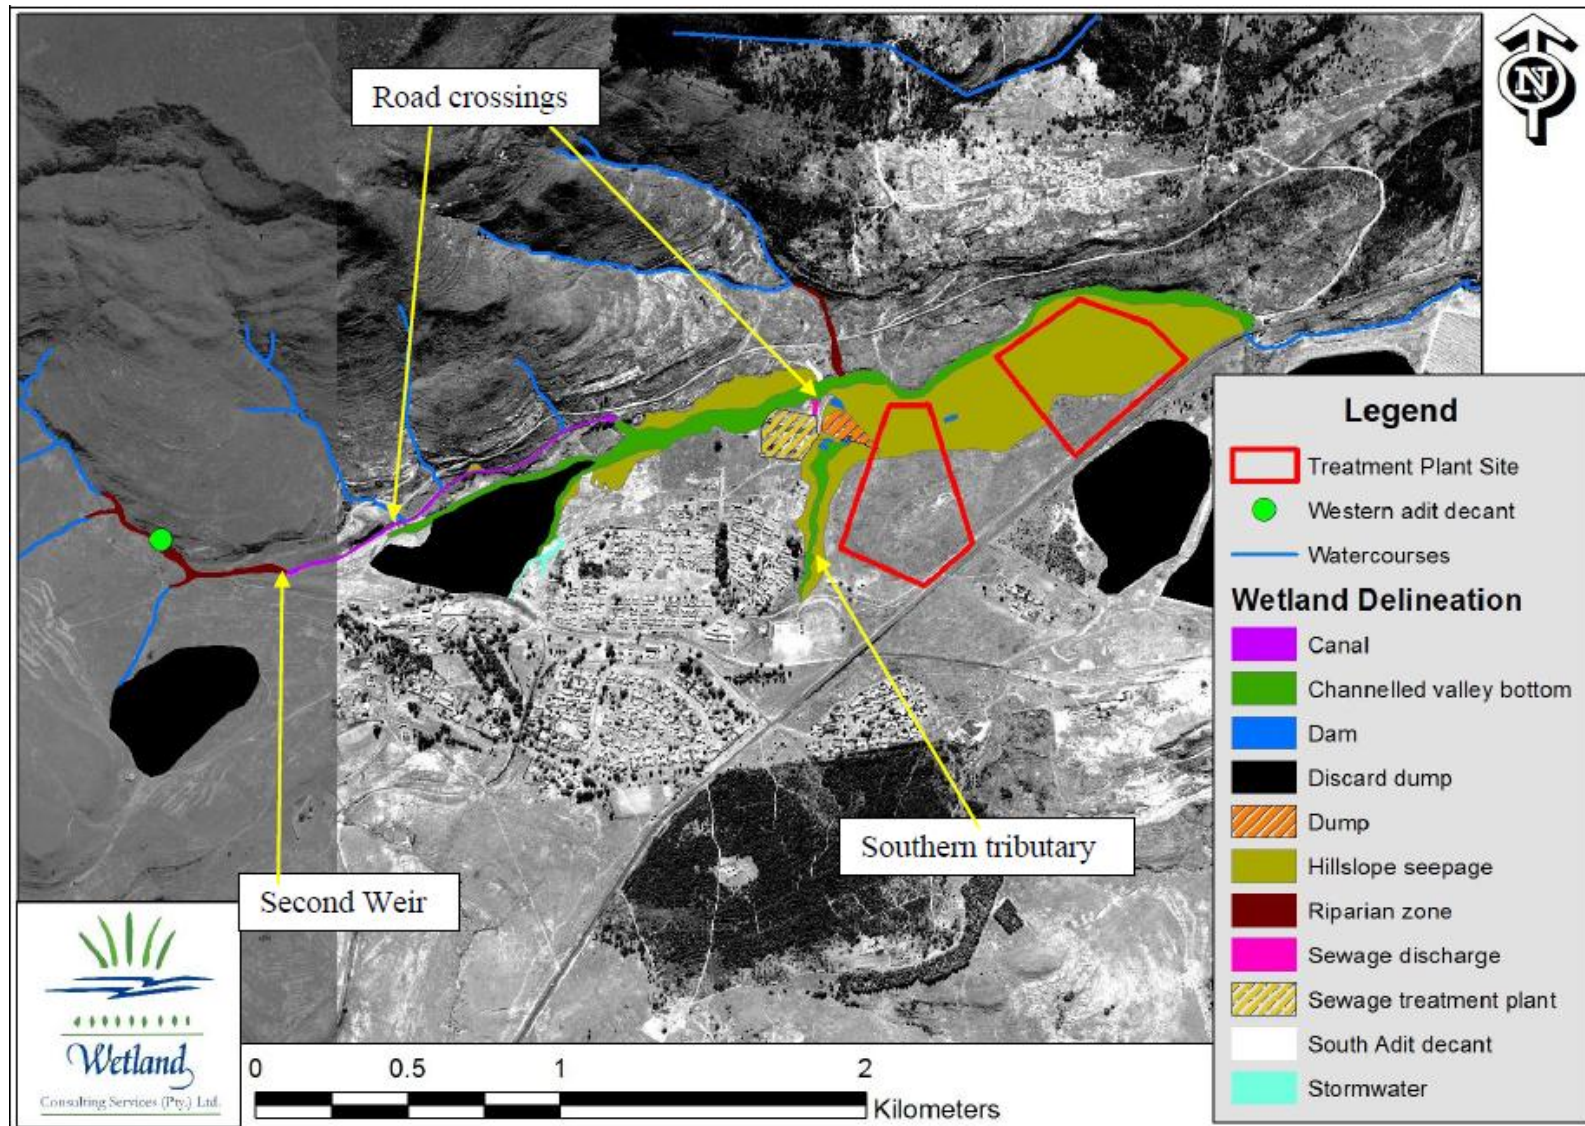 Road crossings
N
Legend
Treatment Plant Site
Western adit decant
Watercourses
Wetland Delineation
Canal
Channelled valley bottom
Dam
Discard dump
Dump
Hillslope seepage
Riparian zone
Sewage discharge
Sewage treatment plant
South Adit decant
Stormwater
Southern tributary
Second Weir
Wetland
Consulting Services (Pty.) Ltd.
0 0.5 1 2
Kilometers